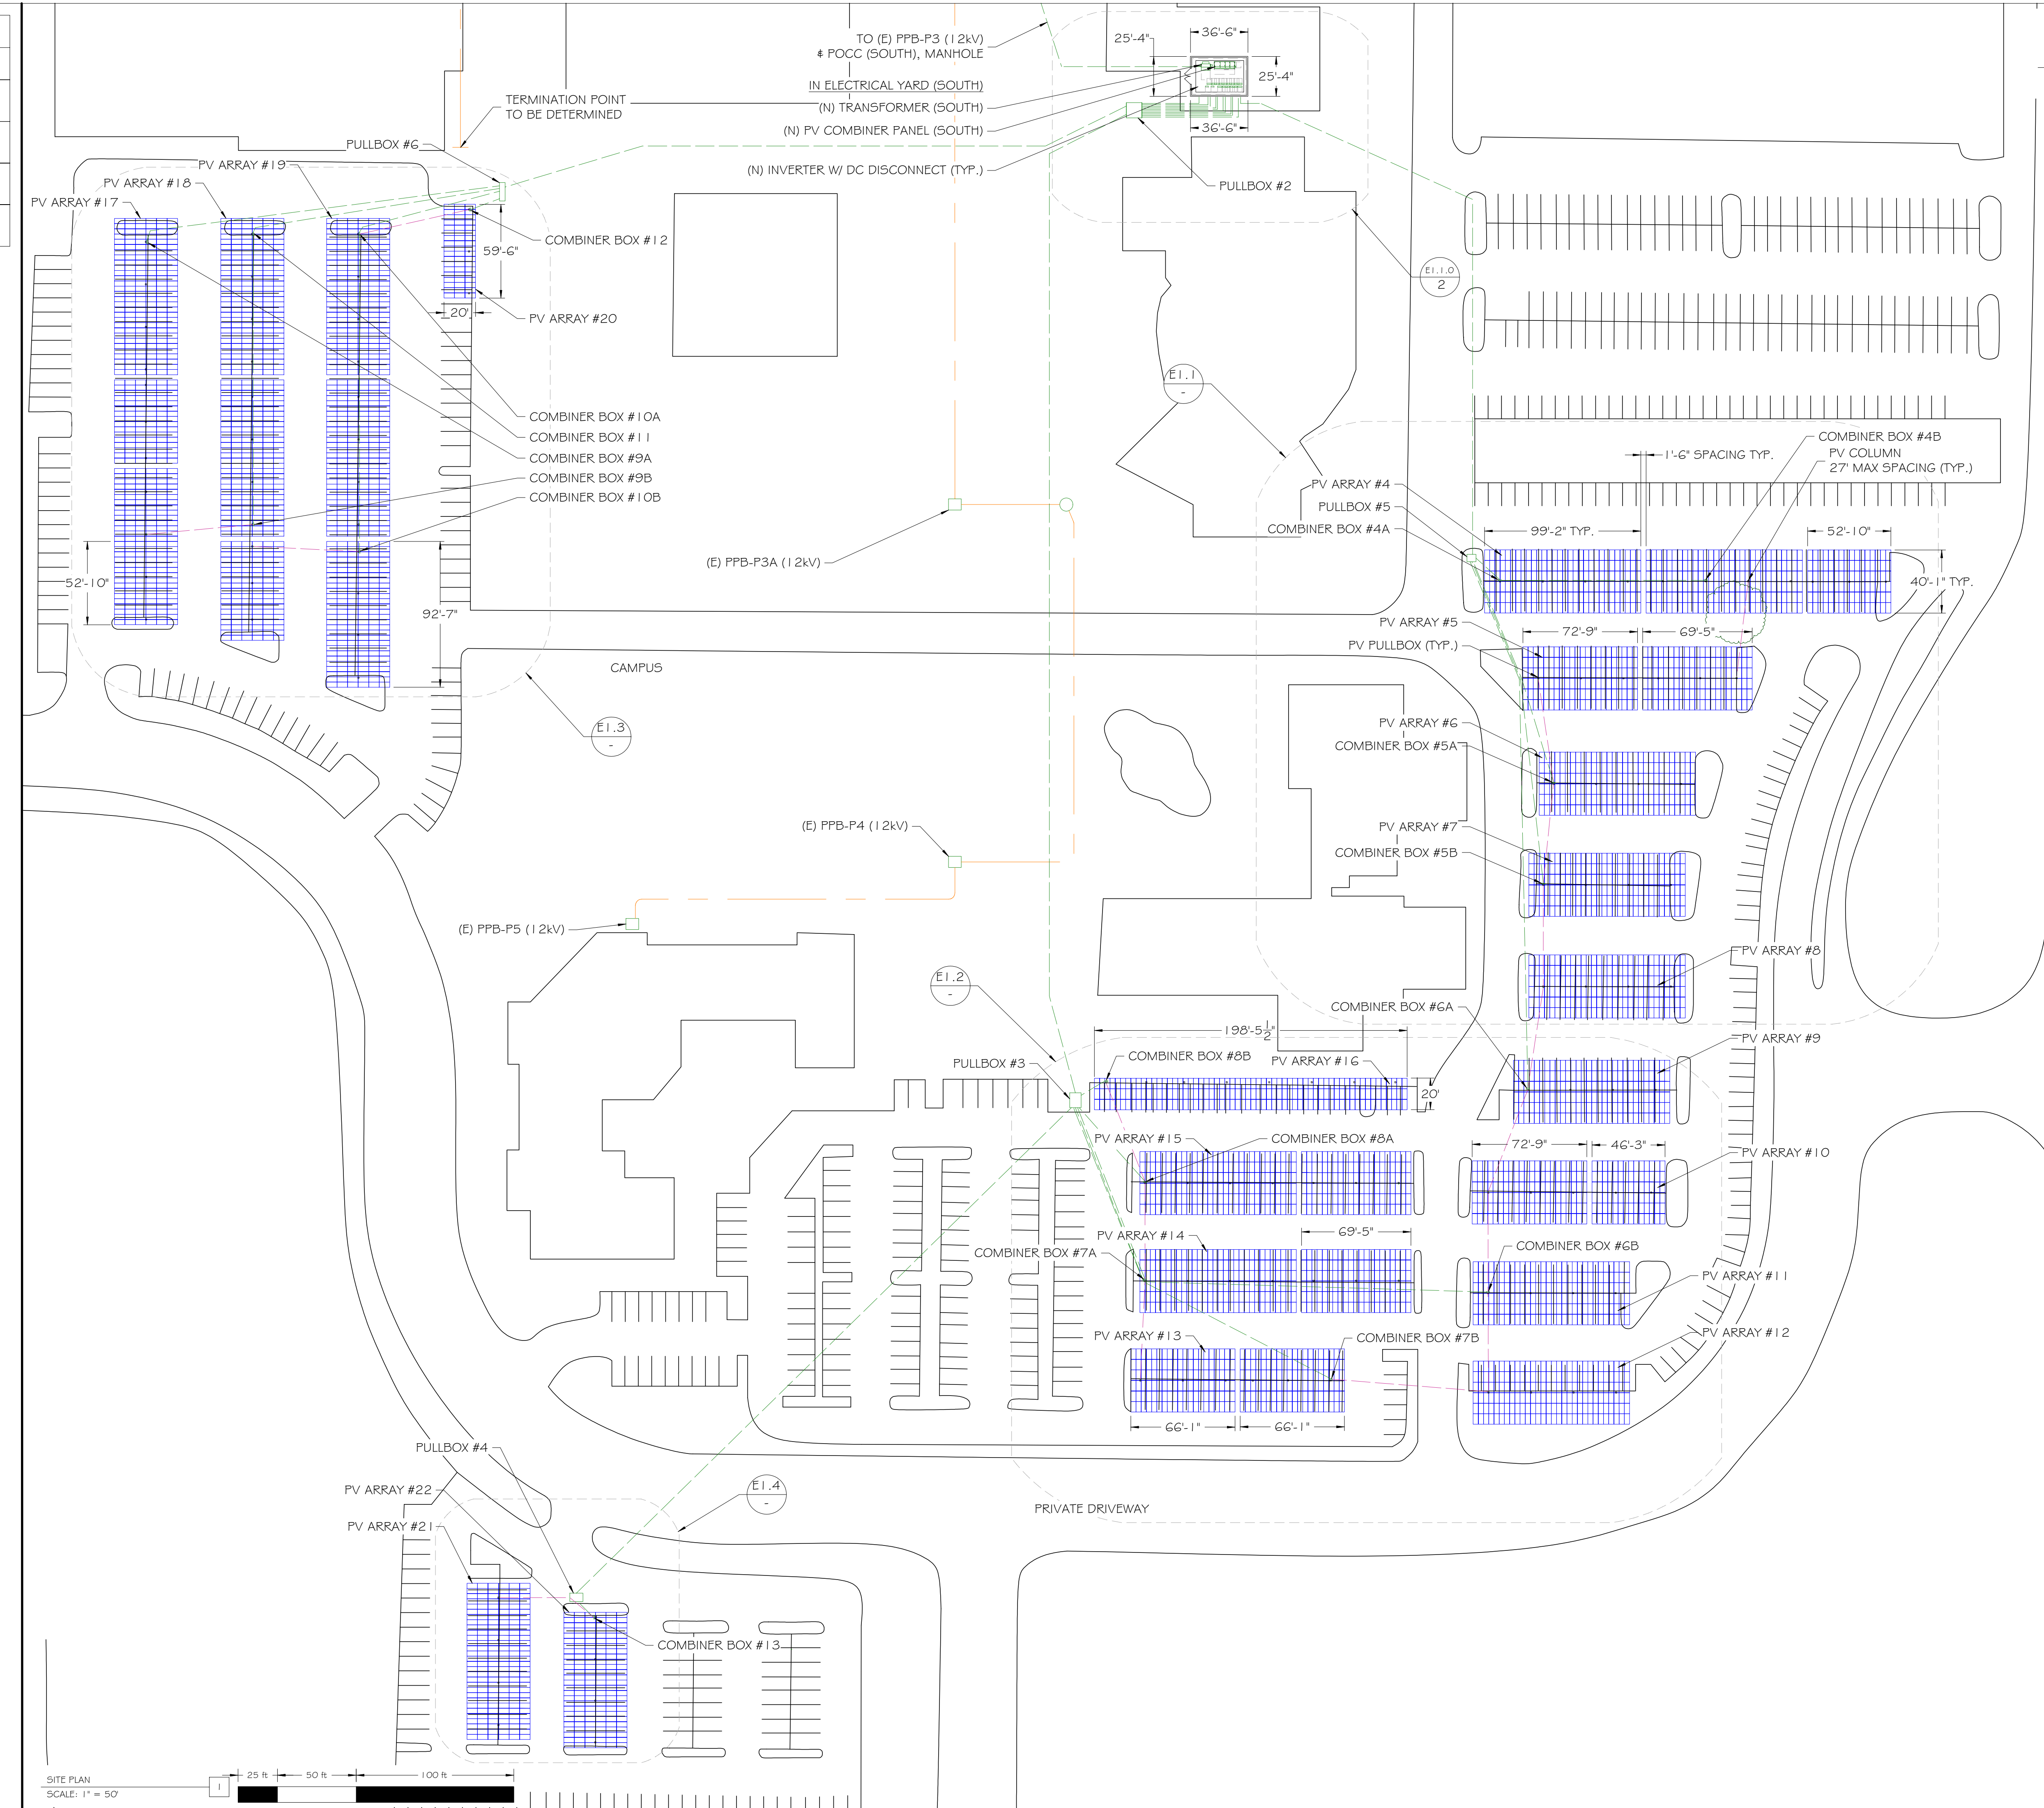 TO (E) PPB-P3 (12kV)
& POCC (SOUTH), MANHOLE
IN ELECTRICAL YARD (SOUTH)
(N) TRANSFORMER (SOUTH)
(N) PV COMBINER PANEL (SOUTH)
(N) INVERTER W/ DC DISCONNECT (TYP.)
36'-6"
25'-4"
25'-4"
36'-6"
PULLBOX #2
TERMINATION POINT
TO BE DETERMINED
PULLBOX #6
PV ARRAY #19
PV ARRAY #18
PV ARRAY #17
COMBINER BOX #12
59'-6"
20'
PV ARRAY #20
E1.1.0
2
E1.1
-
COMBINER BOX #10A
COMBINER BOX #11
COMBINER BOX #9A
COMBINER BOX #9B
COMBINER BOX #10B
52'-10"
92'-7"
(E) PPB-P3A (12kV)
COMBINER BOX #4B
1'-6" SPACING TYP.
PV COLUMN
27' MAX SPACING (TYP.)
PV ARRAY #4
PULLBOX #5
COMBINER BOX #4A
99'-2" TYP.
52'-10"
40'-1" TYP.
PV ARRAY #5
72'-9"
69'-5"
PV PULLBOX (TYP.)
CAMPUS
E1.3
-
PV ARRAY #6
COMBINER BOX #5A
(E) PPB-P4 (12kV)
PV ARRAY #7
COMBINER BOX #5B
(E) PPB-P5 (12kV)
PV ARRAY #8
E1.2
-
COMBINER BOX #6A
198'-5 1/2"
PV ARRAY #9
PULLBOX #3
COMBINER BOX #8B
PV ARRAY #16
20'
PV ARRAY #15
COMBINER BOX #8A
72'-9"
46'-3"
PV ARRAY #10
69'-5"
PV ARRAY #14
COMBINER BOX #7A
COMBINER BOX #6B
PV ARRAY #11
PV ARRAY #13
COMBINER BOX #7B
PV ARRAY #12
66'-1"
66'-1"
PULLBOX #4
PV ARRAY #22
E1.4
-
PRIVATE DRIVEWAY
PV ARRAY #21
COMBINER BOX #13
SITE PLAN
SCALE: 1" = 50'
1
25 ft
50 ft
100 ft